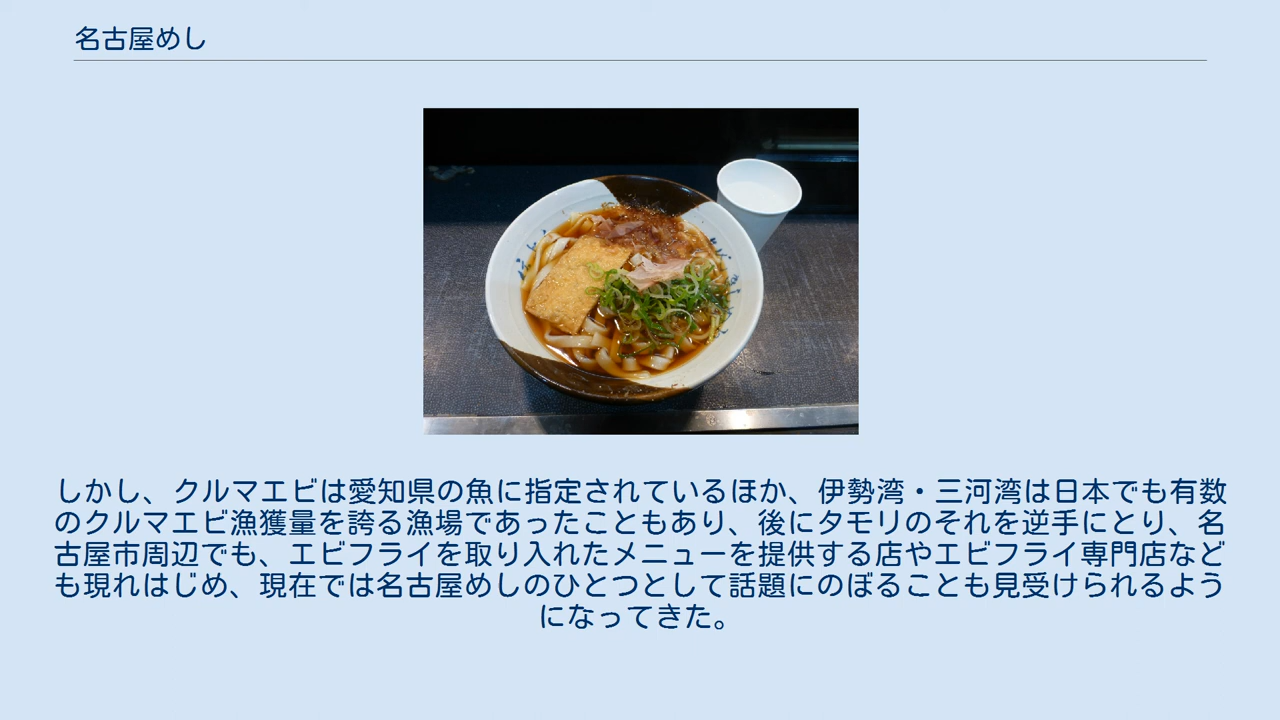 名古屋めし
しかし、クルマエビは愛知県の魚に指定されているほか、伊勢湾・三河湾は日本でも有数
のクルマエビ漁獲量を誇る漁場であったこともあり、後にタモリのそれを逆手にとり、名
古屋市周辺でも、エビフライを取り入れたメニューを提供する店やエビフライ専門店など
も現れはじめ、現在では名古屋めしのひとつとして話題にのぼることも見受けられるよう
になってきた。